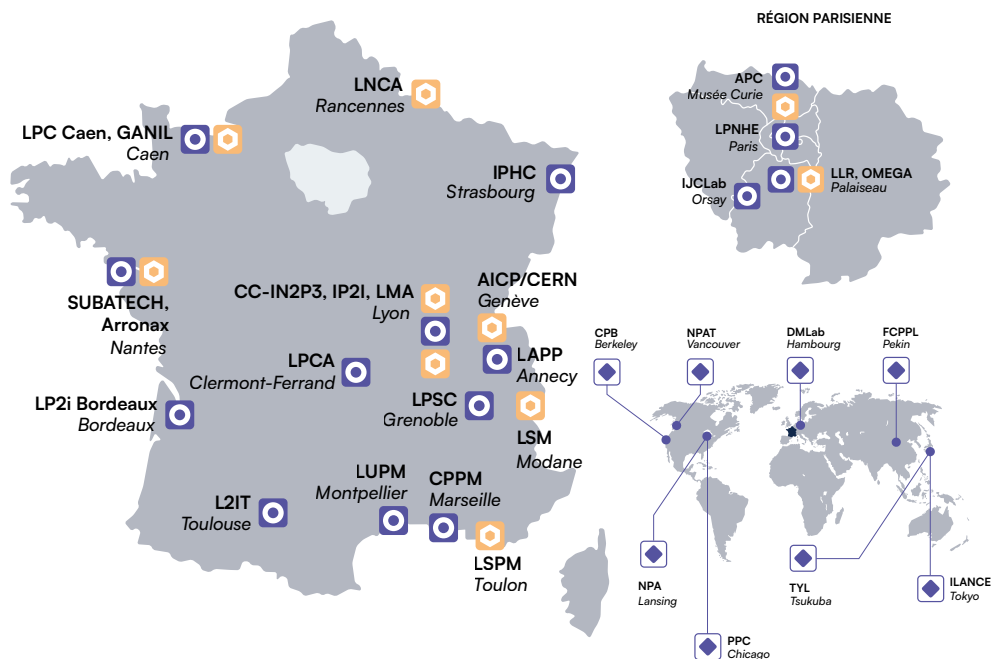 RÉGION PARISIENNE
LNCA
Rancennes
LPC Caen, GANIL
Caen
IPHC
Strasbourg
APC
Musée Curie
LPNHE
Paris
IJCLab
Orsay
LLR, OMEGA
Palaiseau
SUBATECH,
Arronax
Nantes
CC-IN2P3, IP2I, LMA
Lyon
AICP/CERN
Genève
LPCA
Clermont-Ferrand
LAPP
Annecy
LP2i Bordeaux
Bordeaux
LPSC
Grenoble
LSM
Modane
LUPM
Montpellier
CPPM
Marseille
L2IT
Toulouse
LSPM
Toulon
CPB
Berkeley
NPAT
Vancouver
DMLab
Hambourg
FCPPL
Pekin
NPA
Lansing
TYL
Tsukuba
ILANCE
Tokyo
PPC
Chicago